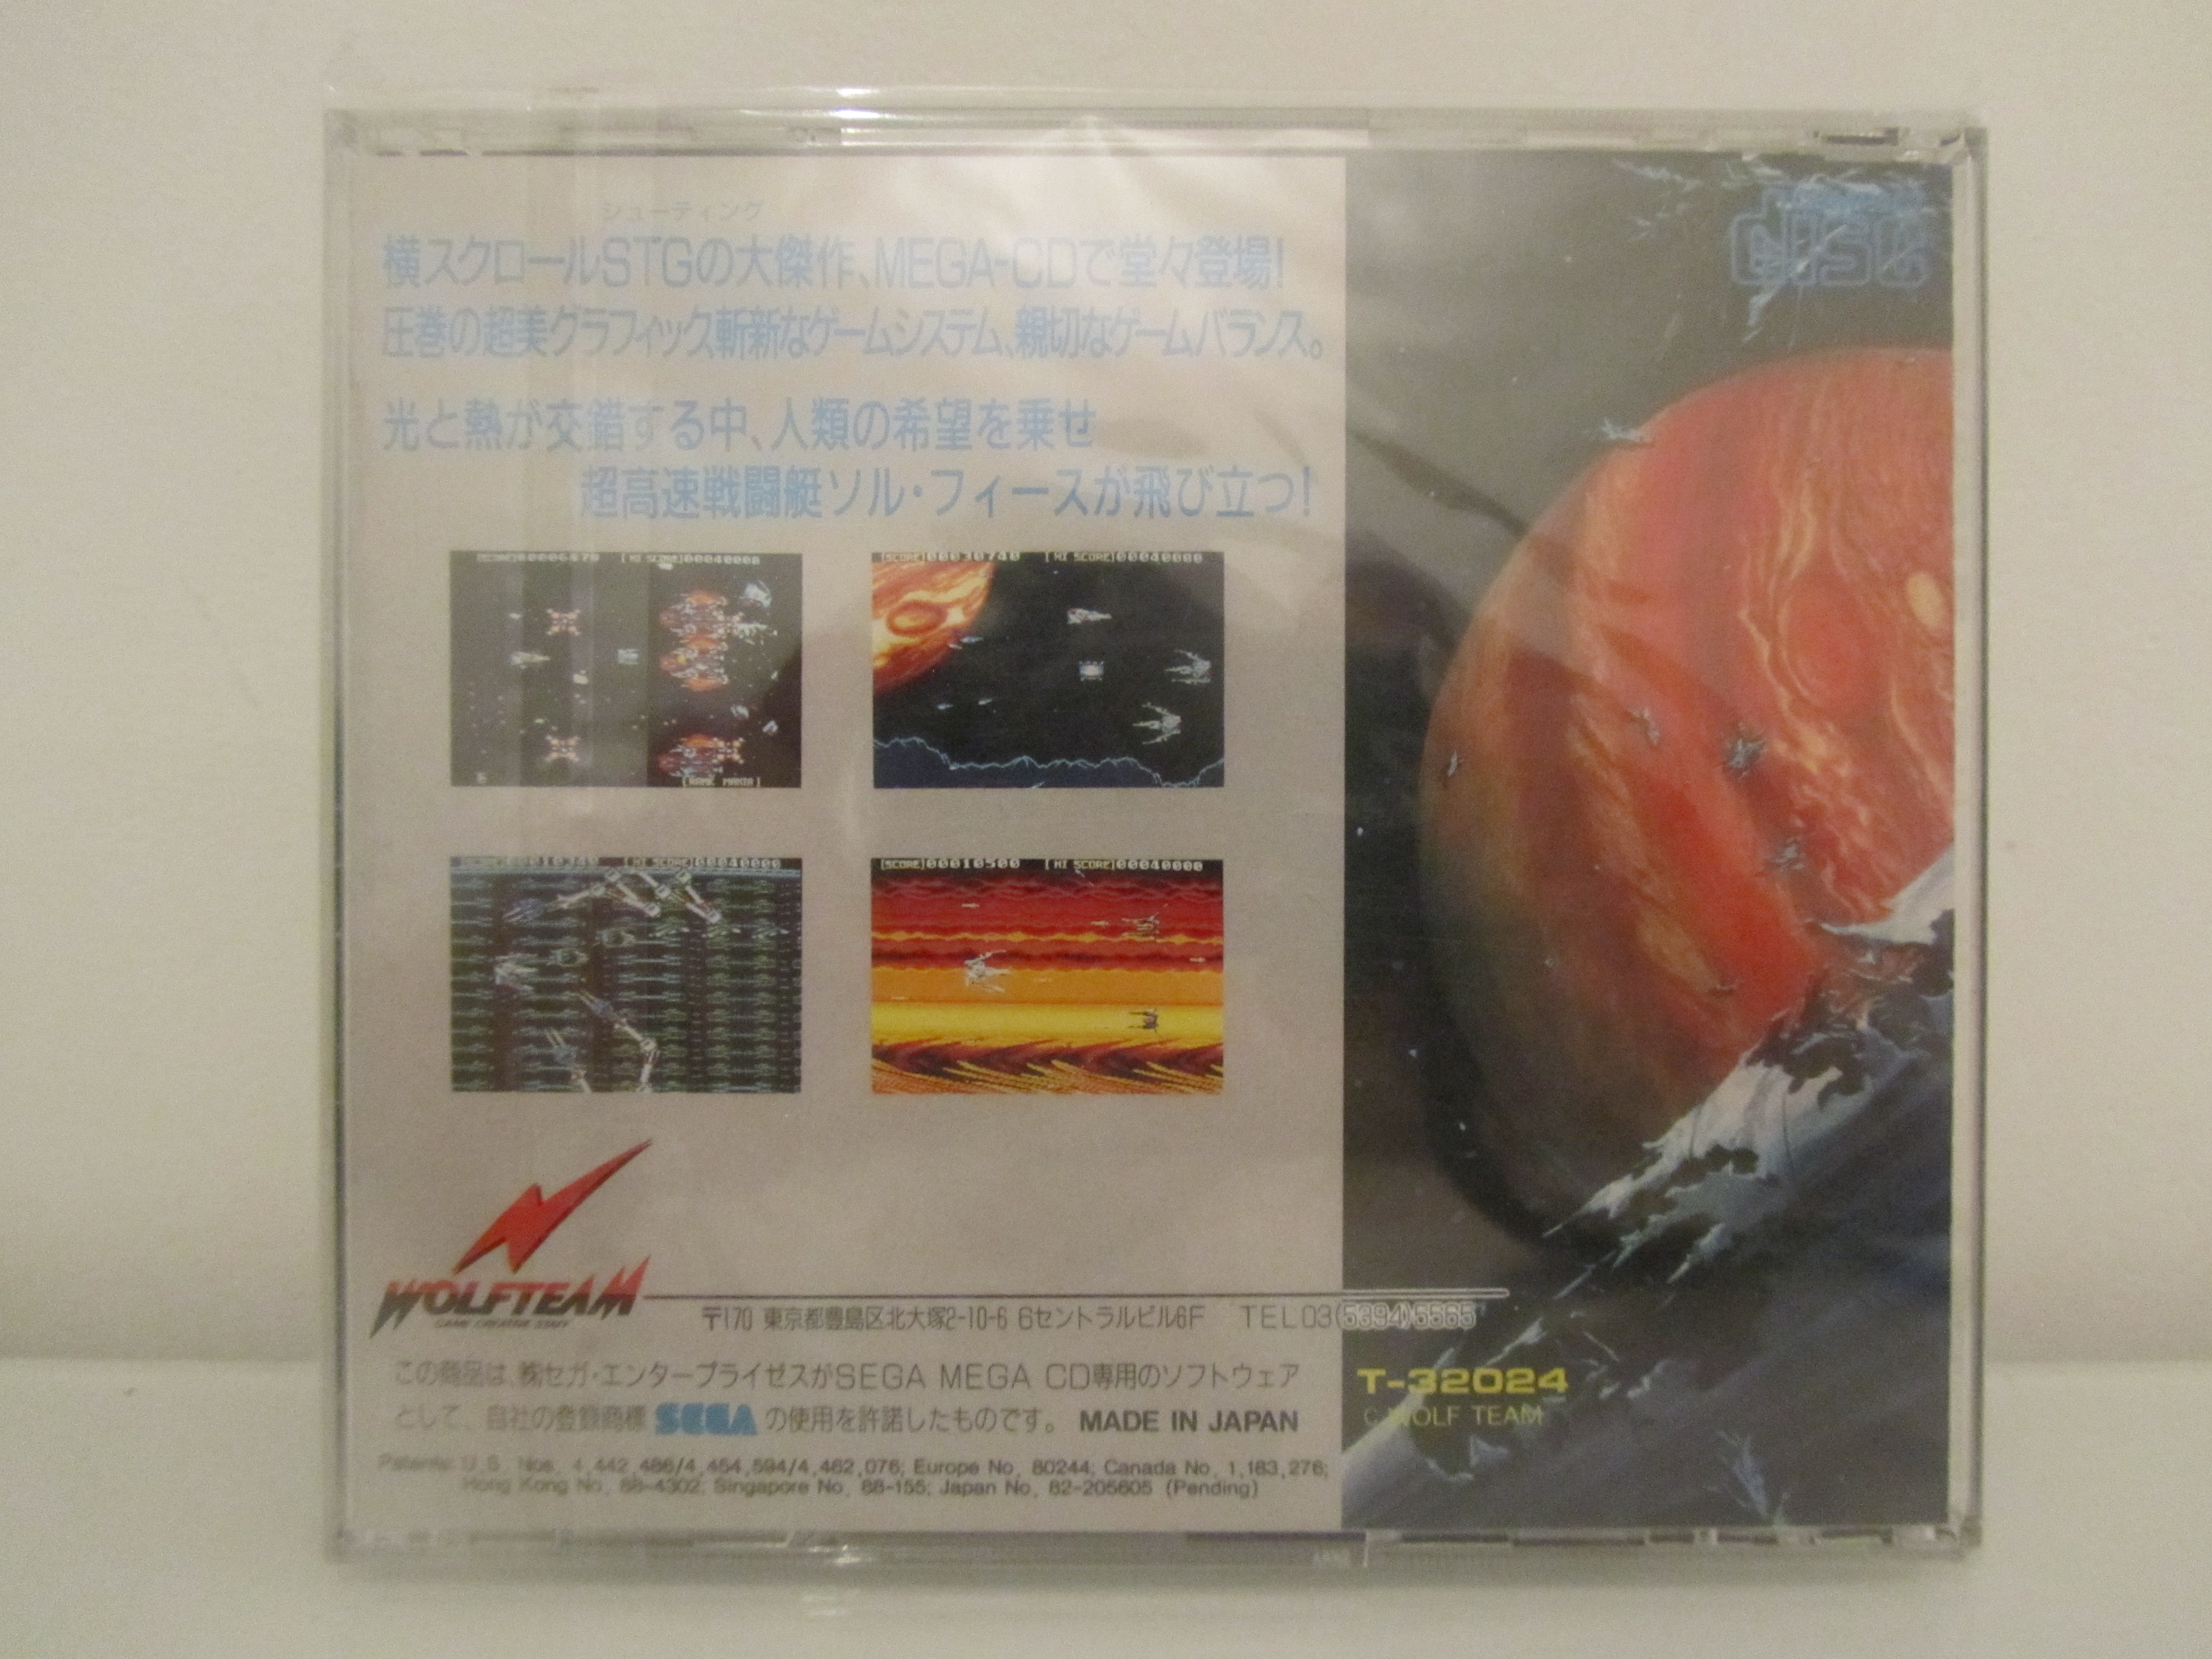 シューティング
横スクロールSTGの大傑作、MEGA-CDで堂々登場!
圧巻の超美グラフィック斬新なゲームシステム、親切なゲームバランス。
光と熱が交錯する中、人類の希望を乗せ
超高速戦闘艇ソル・フィースが飛び立つ!
disc
[SCORE]00006670 [HI SCORE]00040000
[SCORE]00030740 [HI SCORE]00040000
[SCORE]00010340 [HI SCORE]00040000
[SCORE]00010500 [HI SCORE]00040000
WOLFTEAM
GAME CREATIVE STAFF
〒170 東京都豊島区北大塚2-10-6 6セントラルビル6F TEL03(5394)5565
この商品は、㈱セガ・エンタープライゼスがSEGA MEGA CD専用のソフトウェア
として、自社の登録商標 SEGA の使用を許諾したものです。 MADE IN JAPAN
T-32024
© WOLF TEAM
Patents: U.S. Nos. 4,442,486/4,454,594/4,462,076; Europe No. 80244; Canada No. 1,183,276;
Hong Kong No. 88-4302; Singapore No. 88-155; Japan No. 82-205605 (Pending)